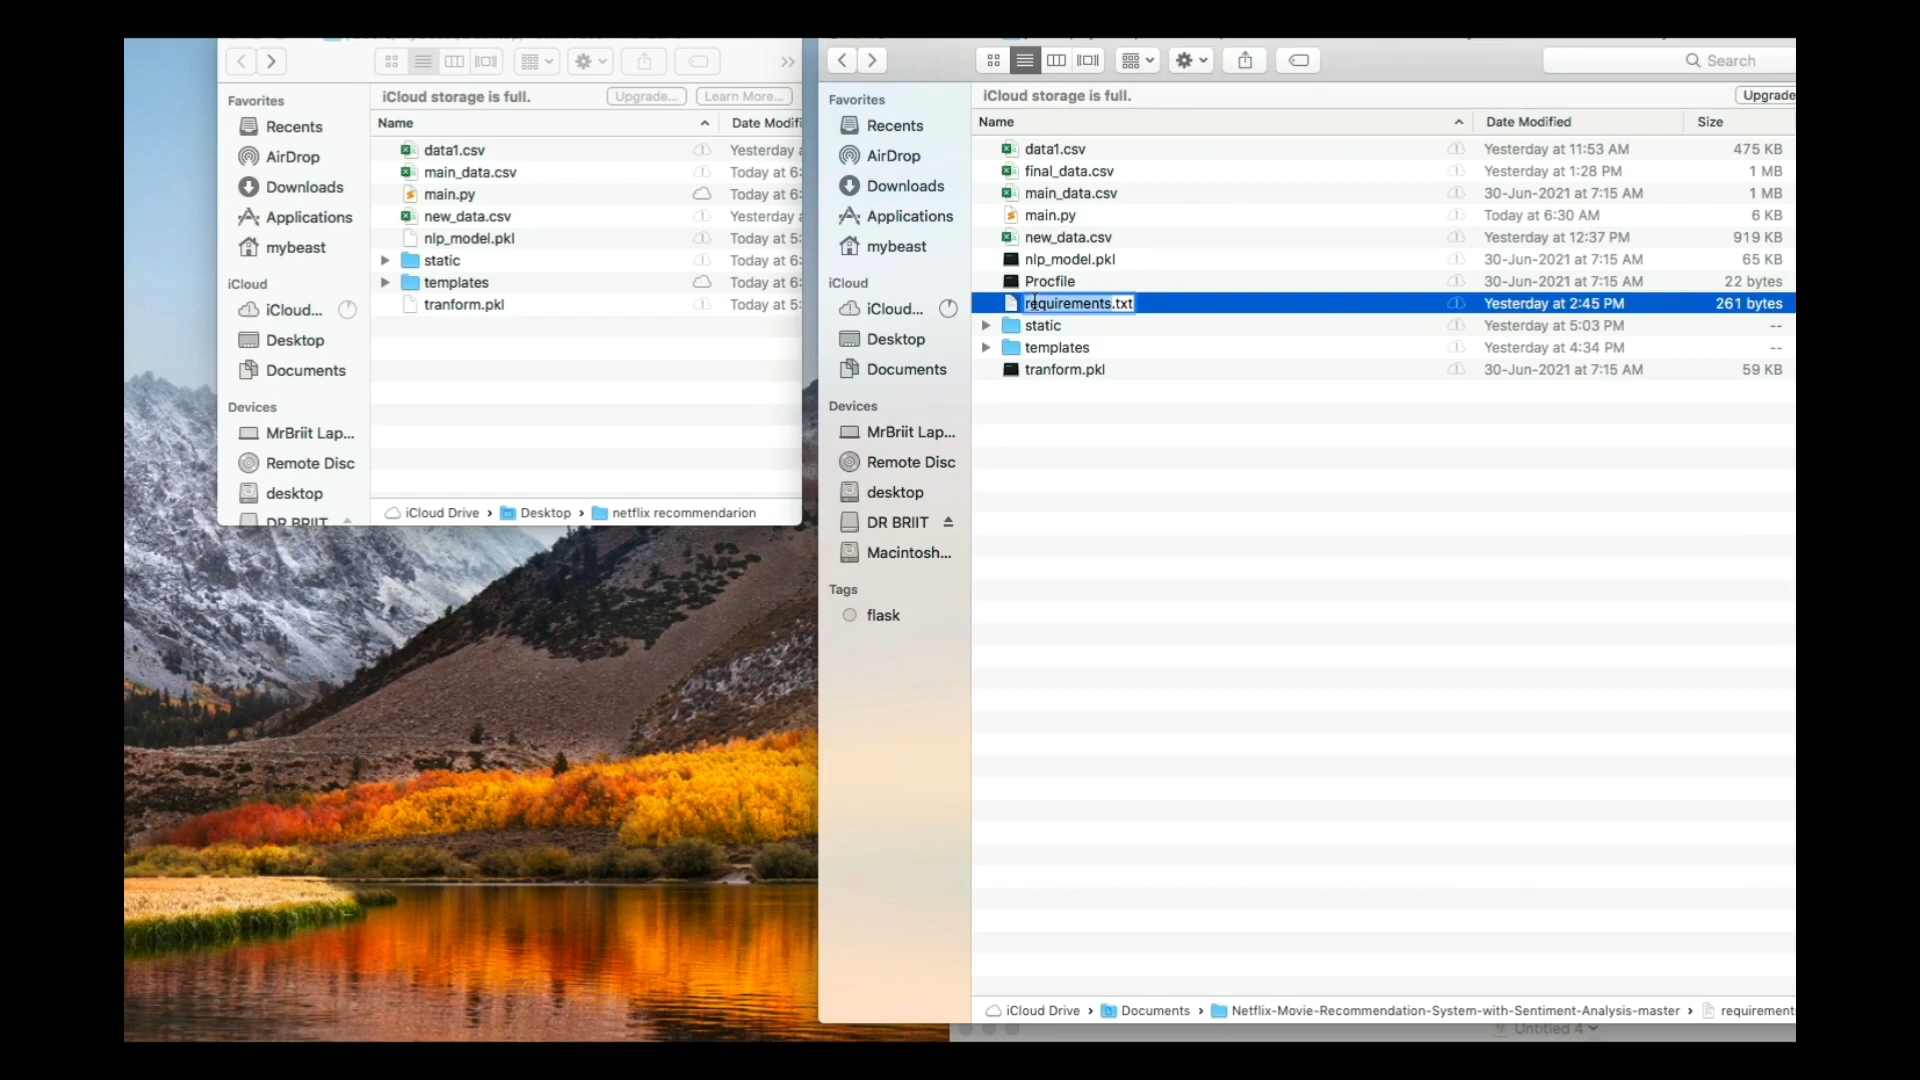 iCloud storage is full. Upgrade... Learn More...
Name Date Modifi
Favorites
Recents
AirDrop
Downloads
Applications
mybeast
iCloud
iCloud...
Desktop
Documents
Devices
MrBriit Lap...
Remote Disc
desktop
DR BRIIT
data1.csv Yesterday
main_data.csv Today at 6:
main.py Today at 6:
new_data.csv Yesterday
nlp_model.pkl Today at 5:
static Today at 6:
templates Today at 6:
tranform.pkl Today at 5:
iCloud Drive › Desktop › netflix recommendarion
Search
iCloud storage is full. Upgrade
Name Date Modified Size
Favorites
Recents
AirDrop
Downloads
Applications
mybeast
iCloud
iCloud...
Desktop
Documents
Devices
MrBriit Lap...
Remote Disc
desktop
DR BRIIT
Macintosh...
Tags
flask
data1.csv Yesterday at 11:53 AM 475 KB
final_data.csv Yesterday at 1:28 PM 1 MB
main_data.csv 30-Jun-2021 at 7:15 AM 1 MB
main.py Today at 6:30 AM 6 KB
new_data.csv Yesterday at 12:37 PM 919 KB
nlp_model.pkl 30-Jun-2021 at 7:15 AM 65 KB
Procfile 30-Jun-2021 at 7:15 AM 22 bytes
requirements.txt Yesterday at 2:45 PM 261 bytes
static Yesterday at 5:03 PM --
templates Yesterday at 4:34 PM --
tranform.pkl 30-Jun-2021 at 7:15 AM 59 KB
iCloud Drive › Documents › Netflix-Movie-Recommendation-System-with-Sentiment-Analysis-master › requirement
Untitled 4